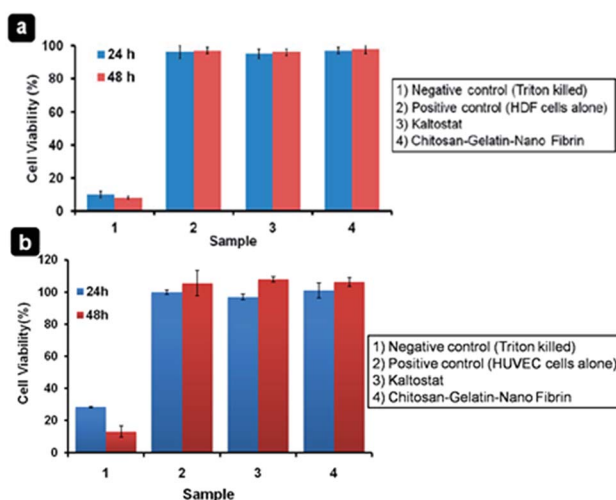 a
24 h
48 h
Cell Viability (%)
100
80
60
40
20
0
1
2
3
4
Sample
1) Negative control (Triton killed)
2) Positive control (HDF cells alone)
3) Kaltostat
4) Chitosan-Gelatin-Nano Fibrin
b
24h
48h
Cell Viability(%)
120
100
80
60
40
20
0
1
2
3
4
Sample
1) Negative control (Triton killed)
2) Positive control (HUVEC cells alone)
3) Kaltostat
4) Chitosan-Gelatin-Nano Fibrin